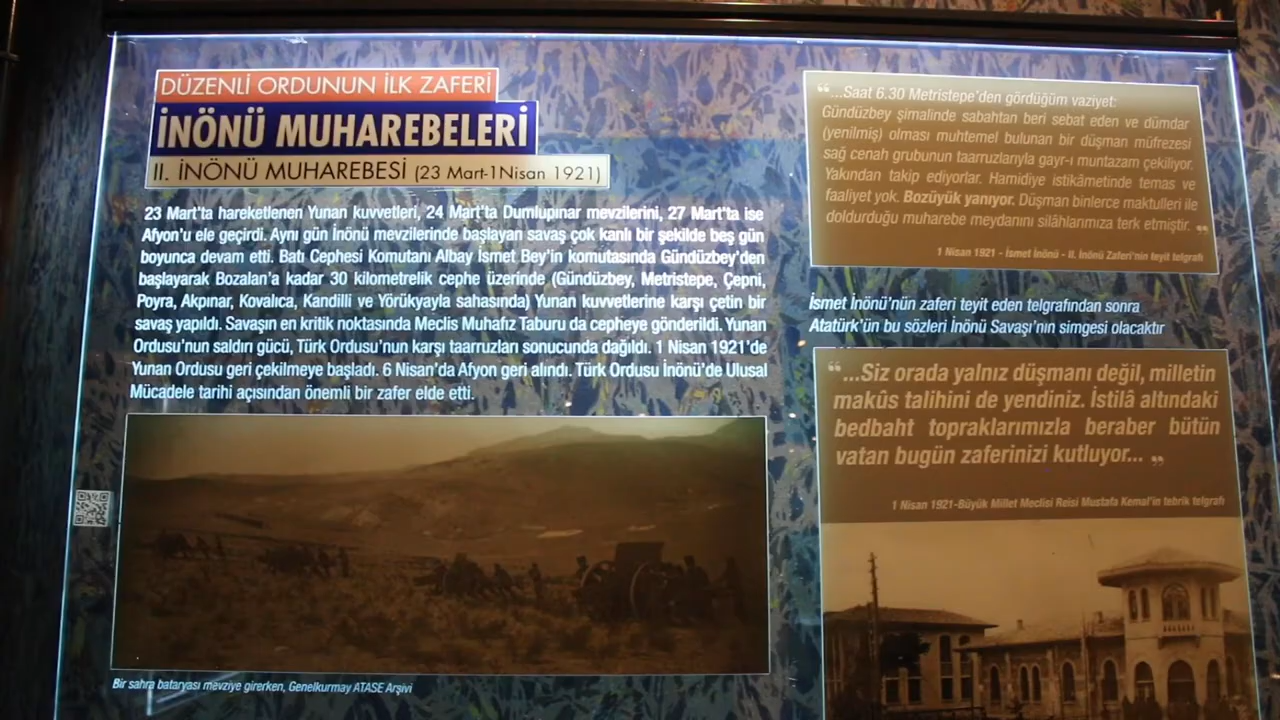 DÜZENLİ ORDUNUN İLK ZAFERİ
İNÖNÜ MUHAREBELERİ
II. İNÖNÜ MUHAREBESİ (23 Mart-1Nisan 1921)
23 Mart'ta hareketlenen Yunan kuvvetleri, 24 Mart'ta Dumlupınar mevzilerini, 27 Mart'ta ise
Afyon'u ele geçirdi. Aynı gün İnönü mevzilerinde başlayan savaş çok kanlı bir şekilde beş gün
boyunca devam etti. Batı Cephesi Komutanı Albay İsmet Bey'in komutasında Gündüzbey'den
başlayarak Bozalan'a kadar 30 kilometrelik cephe üzerinde (Gündüzbey, Metristepe, Çepni,
Poyra, Akpınar, Kovalıca, Kandilli ve Yörükyayla sahasında) Yunan kuvvetlerine karşı çetin bir
savaş yapıldı. Savaşın en kritik noktasında Meclis Muhafız Taburu da cepheye gönderildi. Yunan
Ordusu'nun saldırı gücü, Türk Ordusu'nun karşı taarruzları sonucunda dağıldı. 1 Nisan 1921'de
Yunan Ordusu geri çekilmeye başladı. 6 Nisan'da Afyon geri alındı. Türk Ordusu İnönü'de Ulusal
Mücadele tarihi açısından önemli bir zafer elde etti.
Bir sahra bataryası mevziye girerken, Genelkurmay ATASE Arşivi
“...Saat 6.30 Metristepe'den gördüğüm vaziyet:
Gündüzbey şimalinde sabahtan beri sebat eden ve dümdar
(yenilmiş) olması muhtemel bulunan bir düşman müfrezesi
sağ cenah grubunun taarruzlarıyla gayr-ı muntazam çekiliyor.
Yakından takip ediyorlar. Hamidiye istikâmetinde temas ve
faaliyet yok. Bozüyük yanıyor. Düşman binlerce maktulleri ile
doldurduğu muharebe meydanını silâhlarımıza terk etmiştir. ”
1 Nisan 1921 - İsmet İnönü - II. İnönü Zaferi'nin teyit telgrafı
İsmet İnönü'nün zaferi teyit eden telgrafından sonra
Atatürk'ün bu sözleri İnönü Savaşı'nın simgesi olacaktır
“...Siz orada yalnız düşmanı değil, milletin
makûs talihini de yendiniz. İstilâ altındaki
bedbaht topraklarımızla beraber bütün
vatan bugün zaferinizi kutluyor... ”
1 Nisan 1921-Büyük Millet Meclisi Reisi Mustafa Kemal'in tebrik telgrafı